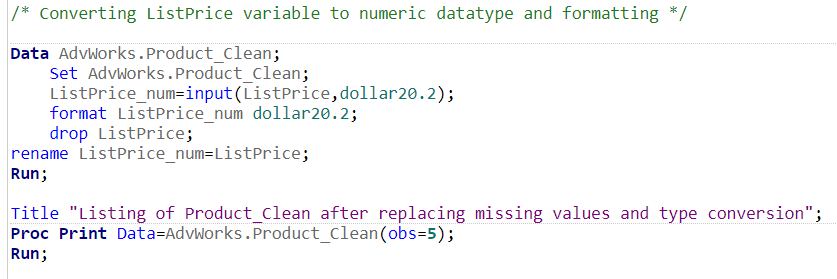 /* Converting ListPrice variable to numeric datatype and formatting */
Data AdvWorks.Product_Clean;
Set AdvWorks.Product_Clean;
ListPrice_num=input(ListPrice,dollar20.2);
format ListPrice_num dollar20.2;
drop ListPrice;
rename ListPrice_num=ListPrice;
Run;
Title "Listing of Product_Clean after replacing missing values and type conversion";
Proc Print Data=AdvWorks.Product_Clean(obs=5);
Run;